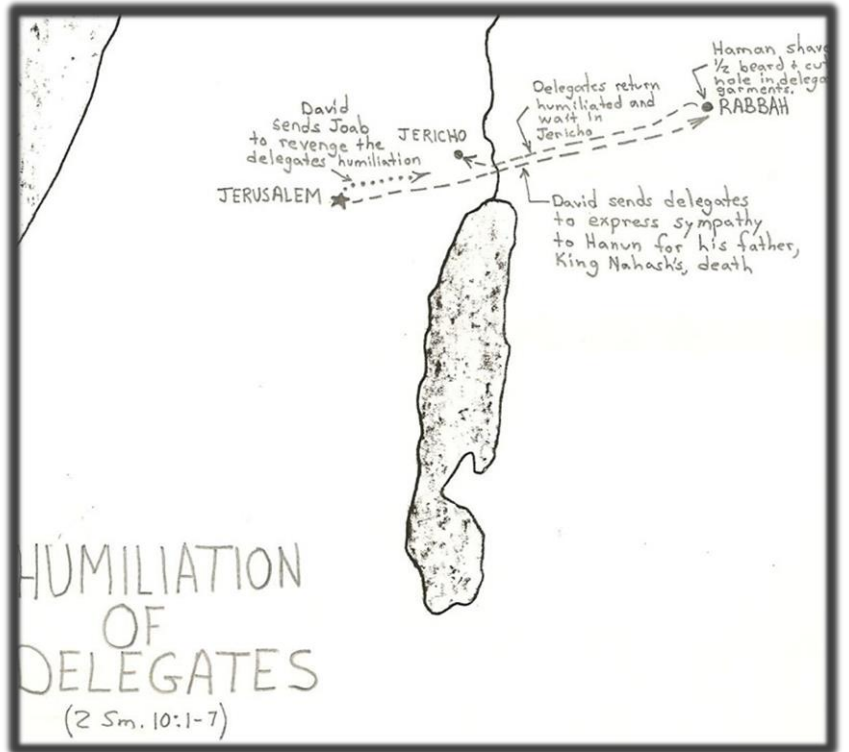 Haman shave
½ beard + cut
hole in delega
garments.
RABBAH
Delegates return
humiliated and
wait in
Jericho
David
sends Joab
to revenge the
delegates humiliation
JERICHO
JERUSALEM
David sends delegates
to express sympathy
to Hanun for his father,
King Nahash's, death
HUMILIATION
OF
DELEGATES
(2 Sm. 10:1-7)